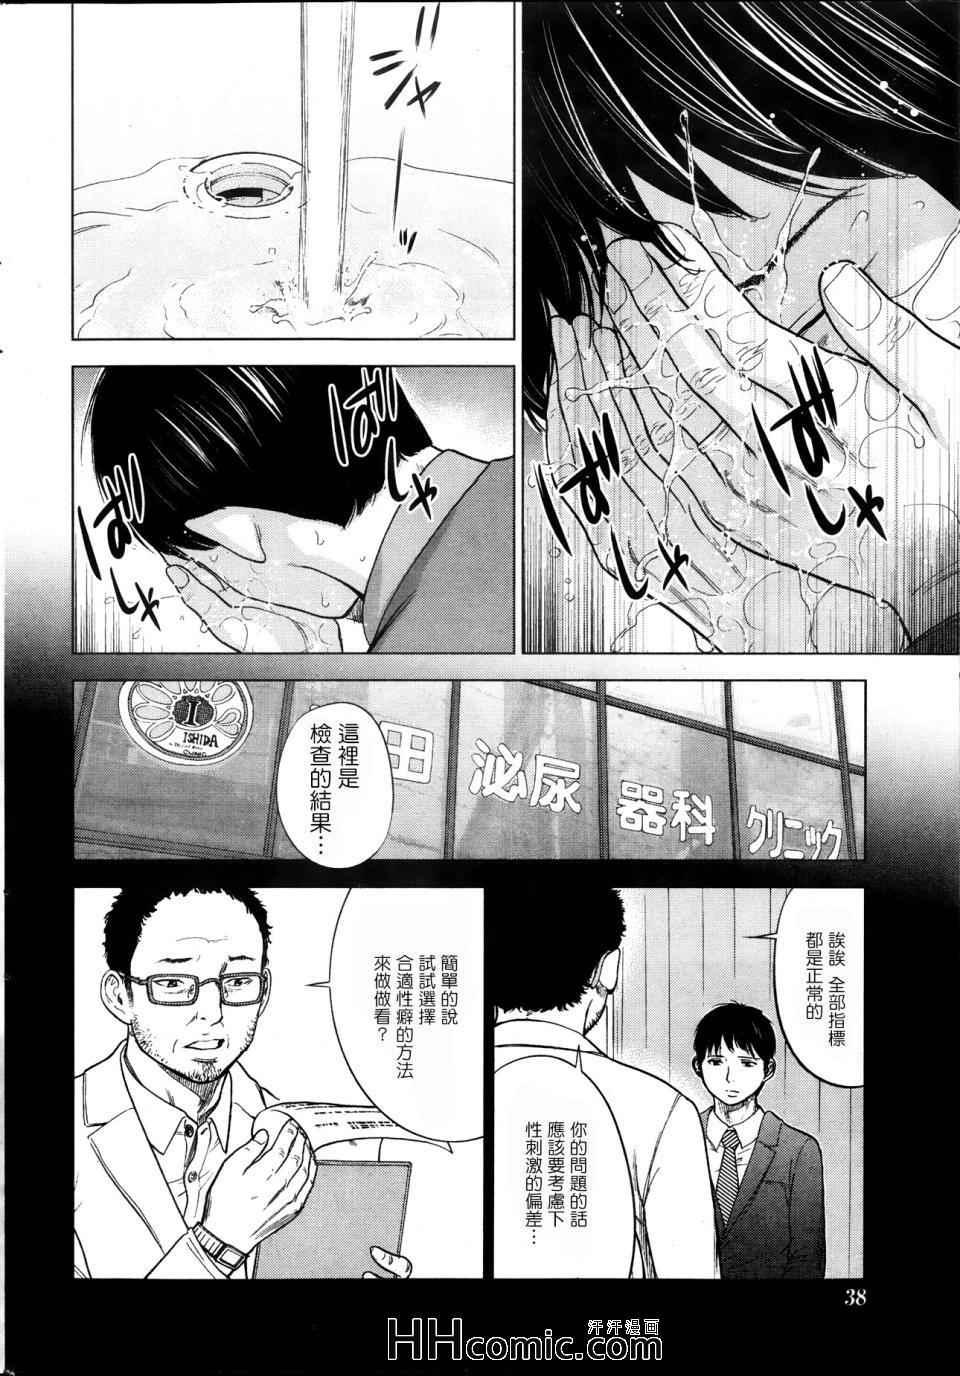 ばしゃ
ばしゃ
ばしゃ
ばしゃ
這裡是
檢查的結果…
I
ISHIDA
田
泌尿
器科
クリニック
誒誒 全部指標
都是正常的
你的問題的話
應該要考慮下
性刺激的偏差…
簡單的說
試試選擇
合適性癖的方法
來做做看？
38
汗汗漫画
HHcomic.com